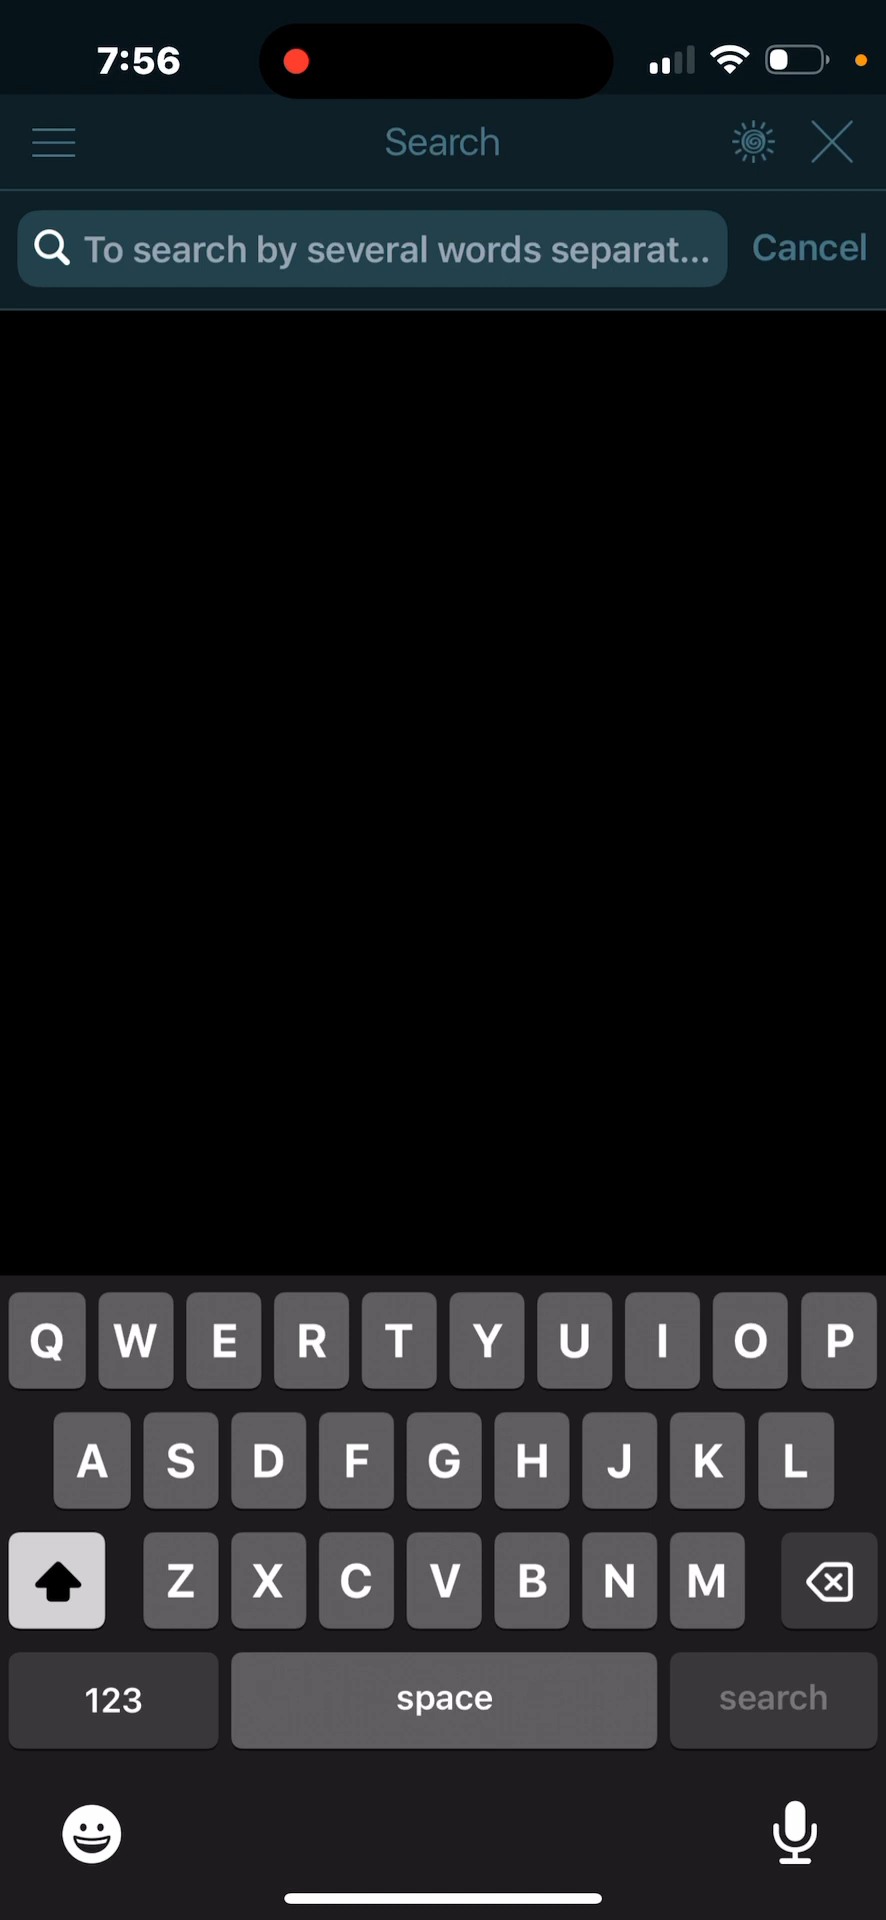 7:56
Search
To search by several words separat...
Cancel
Q W E R T Y U I O P
A S D F G H J K L
Z X C V B N M
123 space search